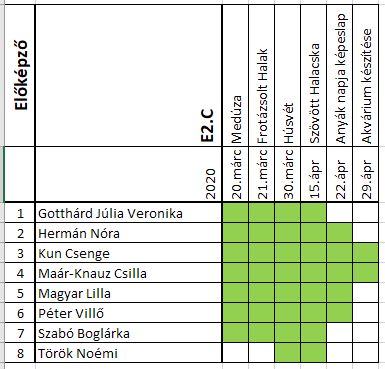 Előképző
E2.C
2020
20.márc Medúza
21.márc Frotázsolt Halak
30.márc Húsvét
15.ápr Szövött Halacska
22.ápr Anyák napja képeslap
29.ápr Akvárium készítése
1 Gotthárd Júlia Veronika
2 Hermán Nóra
3 Kun Csenge
4 Maár-Knauz Csilla
5 Magyar Lilla
6 Péter Villő
7 Szabó Boglárka
8 Török Noémi